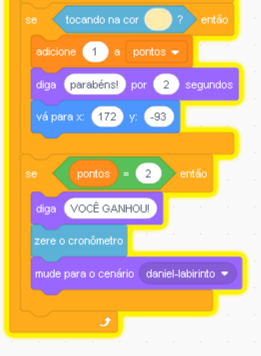 se tocando na cor ? então
adicione 1 a pontos
diga parabéns! por 2 segundos
vá para x: 172 y: -93
se pontos = 2 então
diga VOCÊ GANHOU!
zere o cronômetro
mude para o cenário daniel-labirinto